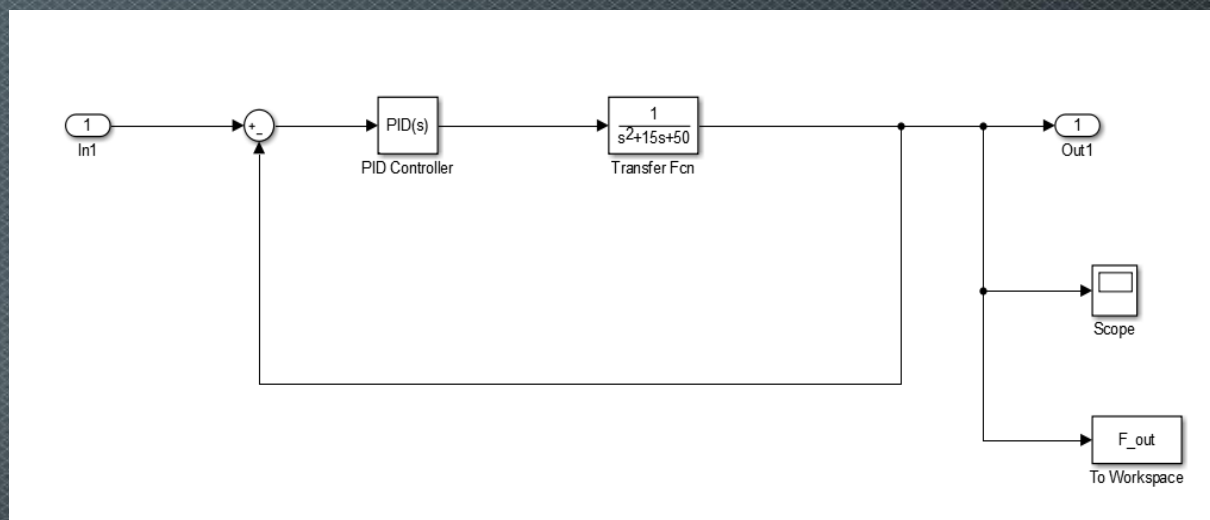 1
In1
+
-
PID(s)
PID Controller
1
s²+15s+50
Transfer Fcn
1
Out1
Scope
F_out
To Workspace